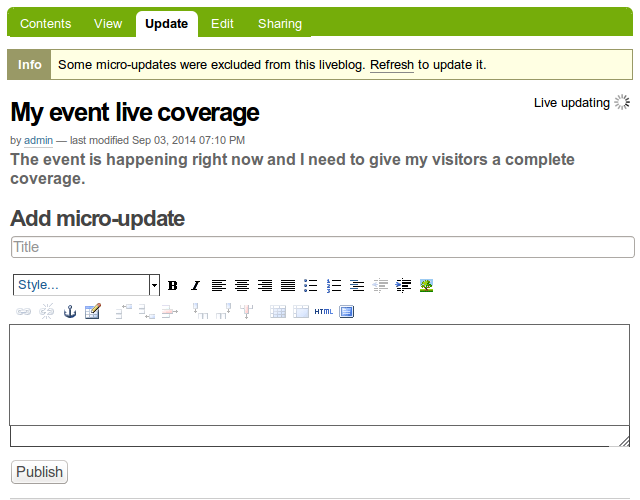 Contents View Update Edit Sharing
Info Some micro-updates were excluded from this liveblog. Refresh to update it.
Live updating
My event live coverage
by admin — last modified Sep 03, 2014 07:10 PM
The event is happening right now and I need to give my visitors a complete
coverage.
Add micro-update
Title
Style... B I
HTML
Publish